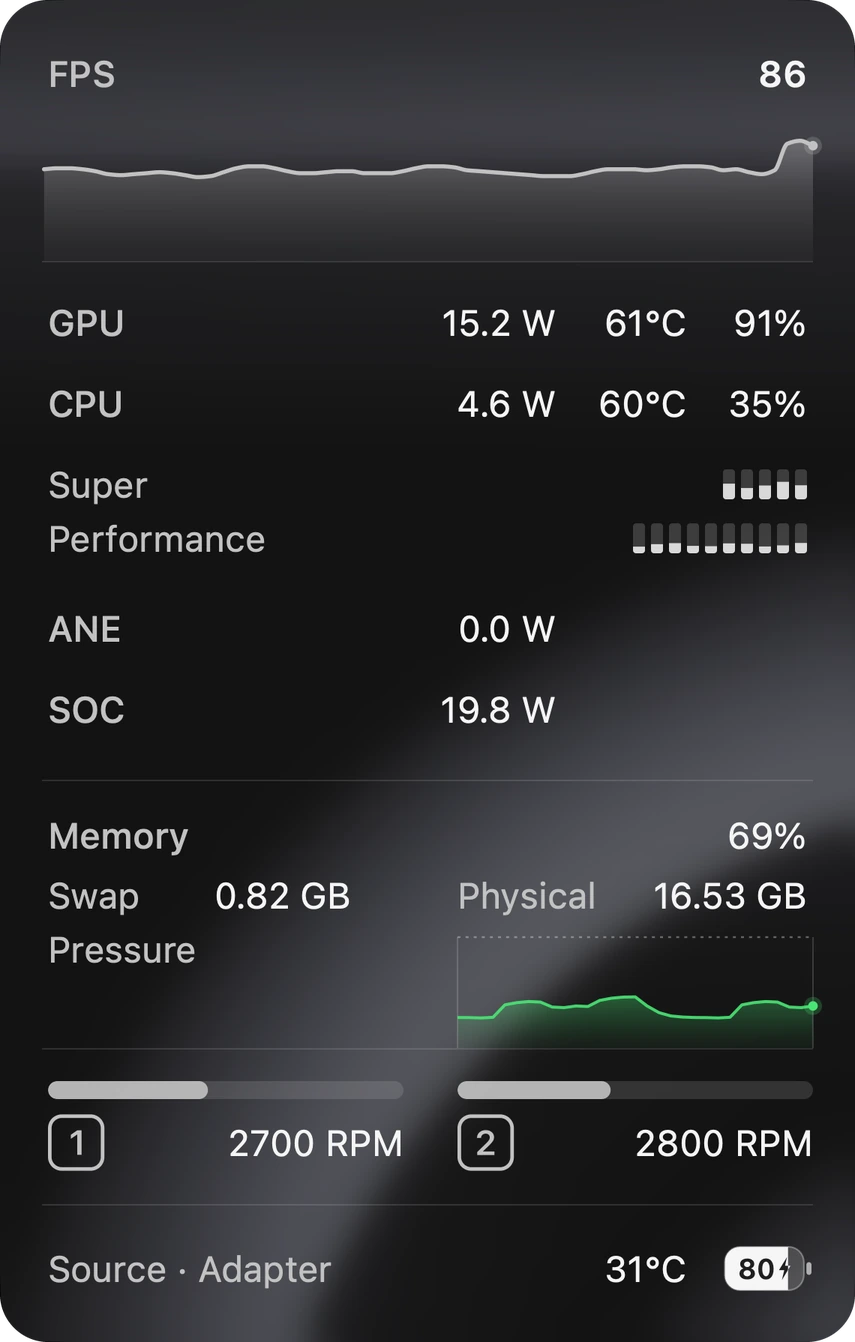 FPS 86
GPU 15.2 W 61°C 91%
CPU 4.6 W 60°C 35%
Super
Performance
ANE 0.0 W
SOC 19.8 W
Memory 69%
Swap 0.82 GB Physical 16.53 GB
Pressure
1 2700 RPM 2 2800 RPM
Source · Adapter 31°C 80